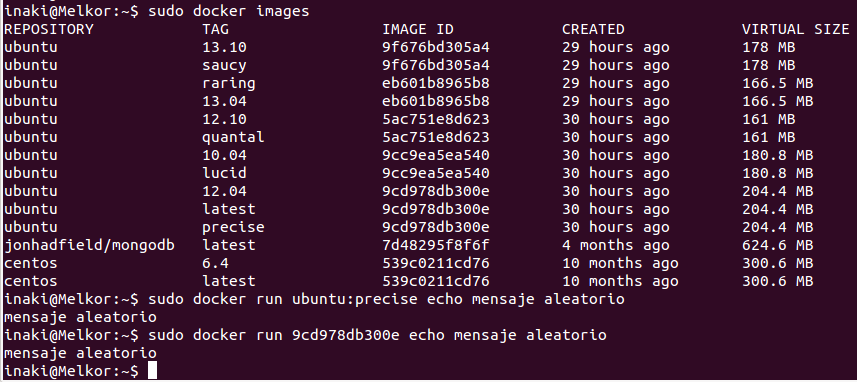 inaki@Melkor:~$ sudo docker images
REPOSITORY TAG IMAGE ID CREATED VIRTUAL SIZE
ubuntu 13.10 9f676bd305a4 29 hours ago 178 MB
ubuntu saucy 9f676bd305a4 29 hours ago 178 MB
ubuntu raring eb601b8965b8 29 hours ago 166.5 MB
ubuntu 13.04 eb601b8965b8 29 hours ago 166.5 MB
ubuntu 12.10 5ac751e8d623 30 hours ago 161 MB
ubuntu quantal 5ac751e8d623 30 hours ago 161 MB
ubuntu 10.04 9cc9ea5ea540 30 hours ago 180.8 MB
ubuntu lucid 9cc9ea5ea540 30 hours ago 180.8 MB
ubuntu 12.04 9cd978db300e 30 hours ago 204.4 MB
ubuntu latest 9cd978db300e 30 hours ago 204.4 MB
ubuntu precise 9cd978db300e 30 hours ago 204.4 MB
jonhadfield/mongodb latest 7d48295f8f6f 4 months ago 624.6 MB
centos 6.4 539c0211cd76 10 months ago 300.6 MB
centos latest 539c0211cd76 10 months ago 300.6 MB
inaki@Melkor:~$ sudo docker run ubuntu:precise echo mensaje aleatorio
mensaje aleatorio
inaki@Melkor:~$ sudo docker run 9cd978db300e echo mensaje aleatorio
mensaje aleatorio
inaki@Melkor:~$